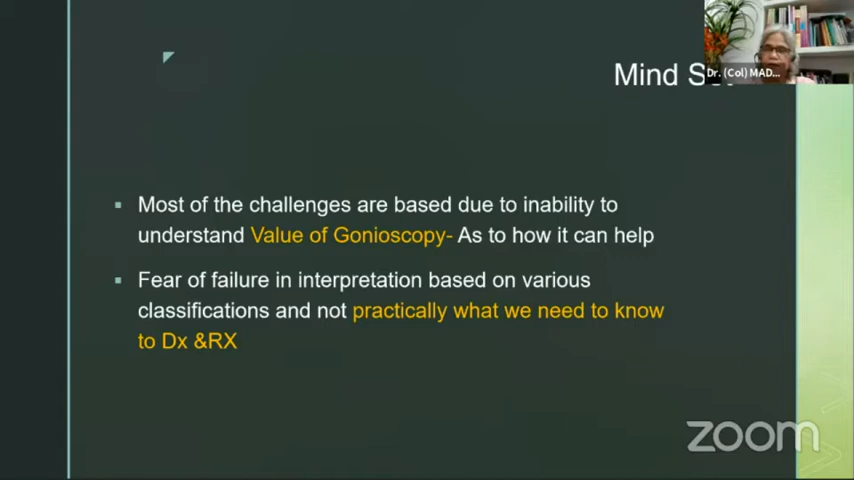 Dr. (Col) MAD...
Mind
Most of the challenges are based due to inability to
understand Value of Gonioscopy- As to how it can help
Fear of failure in interpretation based on various
classifications and not practically what we need to know
to Dx &RX
zoom